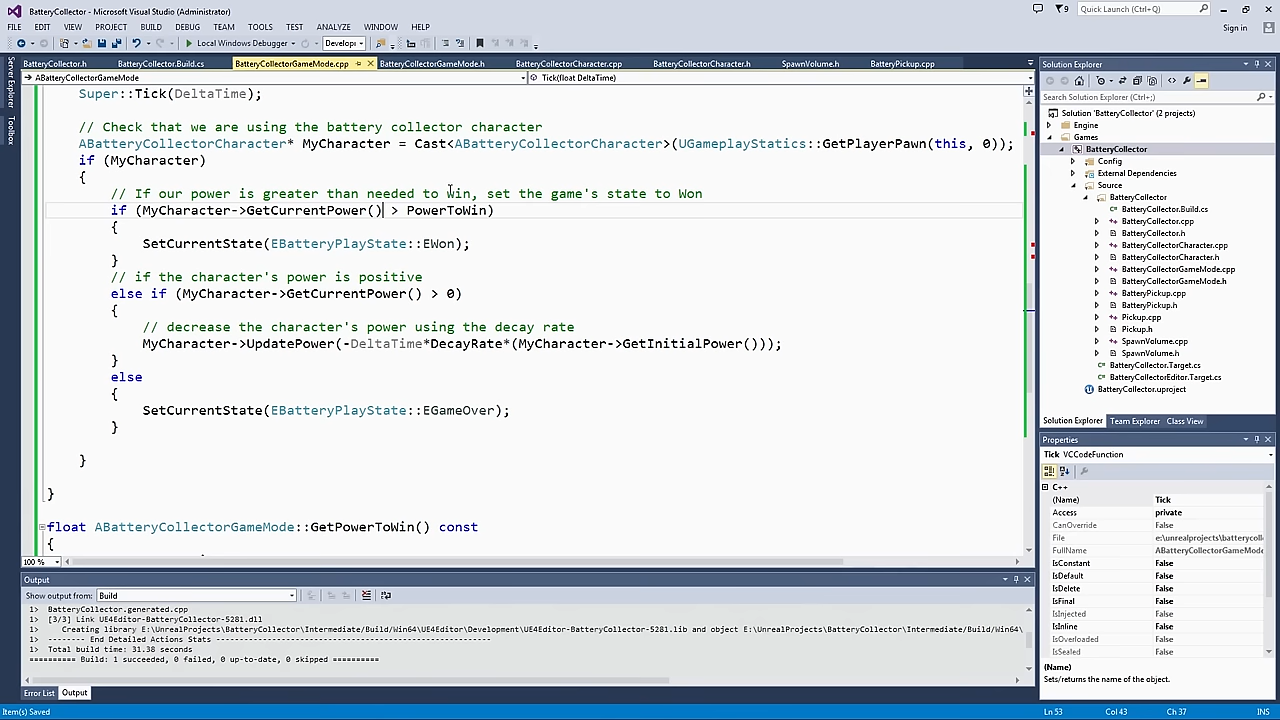 BatteryCollector - Microsoft Visual Studio (Administrator)
9
Quick Launch (Ctrl+Q)
FILE EDIT VIEW PROJECT BUILD DEBUG TEAM TOOLS TEST ANALYZE WINDOW HELP
Sign in
Local Windows Debugger
Develop
Server Explorer
Toolbox
BatteryCollector.h BatteryCollector.Build.cs BatteryCollectorGameMode.cpp BatteryCollectorGameMode.h BatteryCollectorCharacter.cpp BatteryCollectorCharacter.h SpawnVolume.h BatteryPickup.cpp
ABatteryCollectorGameMode
Tick(float DeltaTime)
Super::Tick(DeltaTime);
// Check that we are using the battery collector character
ABatteryCollectorCharacter* MyCharacter = Cast<ABatteryCollectorCharacter>(UGameplayStatics::GetPlayerPawn(this, 0));
if (MyCharacter)
{
// If our power is greater than needed to win, set the game's state to Won
if (MyCharacter->GetCurrentPower() > PowerToWin)
{
SetCurrentState(EBatteryPlayState::EWon);
}
// if the character's power is positive
else if (MyCharacter->GetCurrentPower() > 0)
{
// decrease the character's power using the decay rate
MyCharacter->UpdatePower(-DeltaTime*DecayRate*(MyCharacter->GetInitialPower()));
}
else
{
SetCurrentState(EBatteryPlayState::EGameOver);
}
}
}
float ABatteryCollectorGameMode::GetPowerToWin() const
{
100 %
Output
Show output from: Build
1> BatteryCollector.generated.cpp
1> [3/3] Link UE4Editor-BatteryCollector-5281.dll
1> Creating library E:\UnrealProjects\BatteryCollector\Intermediate\Build\Win64\UE4Editor\Development\UE4Editor-BatteryCollector-5281.lib and object E:\UnrealProjects\BatteryCollector\Intermediate\Build\Win64\
1> -------- End Detailed Actions Stats -----------------------------------------------------------
1> Total build time: 31.38 seconds
========== Build: 1 succeeded, 0 failed, 0 up-to-date, 0 skipped ==========
Error List Output
Solution Explorer
Search Solution Explorer (Ctrl+;)
Solution 'BatteryCollector' (2 projects)
Engine
Games
BatteryCollector
Config
External Dependencies
Source
BatteryCollector
BatteryCollector.Build.cs
BatteryCollector.cpp
BatteryCollector.h
BatteryCollectorCharacter.cpp
BatteryCollectorCharacter.h
BatteryCollectorGameMode.cpp
BatteryCollectorGameMode.h
BatteryPickup.cpp
BatteryPickup.h
Pickup.cpp
Pickup.h
SpawnVolume.cpp
SpawnVolume.h
BatteryCollector.Target.cs
BatteryCollectorEditor.Target.cs
BatteryCollector.uproject
Solution Explorer Team Explorer Class View
Properties
Tick VCCodeFunction
C++
(Name) Tick
Access private
CanOverride False
File e:\unrealprojects\batterycoll
FullName ABatteryCollectorGameMode
IsConstant False
IsDefault False
IsDelete False
IsFinal False
IsInjected False
IsInline False
IsOverloaded False
IsSealed False
(Name)
Sets/returns the name of the object.
Item(s) Saved
Ln 53 Col 43 Ch 37 INS